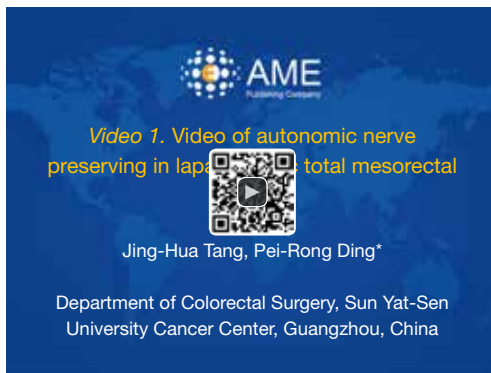 AME
Publishing Company
Video 1. Video of autonomic nerve
preserving in total mesorectal
Jing-Hua Tang, Pei-Rong Ding*
Department of Colorectal Surgery, Sun Yat-Sen
University Cancer Center, Guangzhou, China